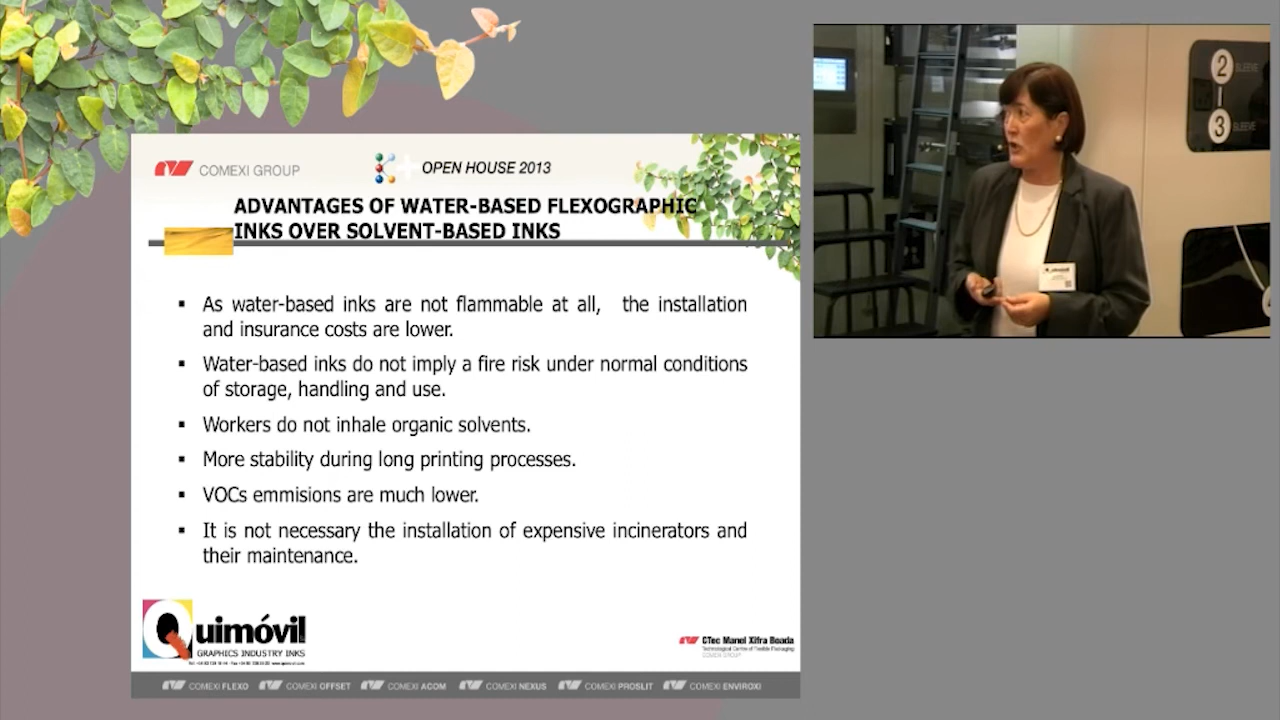 COMEXI GROUP
OPEN HOUSE 2013
ADVANTAGES OF WATER-BASED FLEXOGRAPHIC
INKS OVER SOLVENT-BASED INKS
▪ As water-based inks are not flammable at all, the installation
and insurance costs are lower.
▪ Water-based inks do not imply a fire risk under normal conditions
of storage, handling and use.
▪ Workers do not inhale organic solvents.
▪ More stability during long printing processes.
▪ VOCs emmisions are much lower.
▪ It is not necessary the installation of expensive incinerators and
their maintenance.
Quimóvil
GRAPHICS INDUSTRY INKS
CTec Manel Xifra Boada
Technological Centre of Flexible Packaging
COMEXI GROUP
COMEXI FLEXO COMEXI OFFSET COMEXI ACOM COMEXI NEXUS COMEXI PROSLIT COMEXI ENVIROXI
2 SLEEVE
3 SLEEVE
Quimóvil